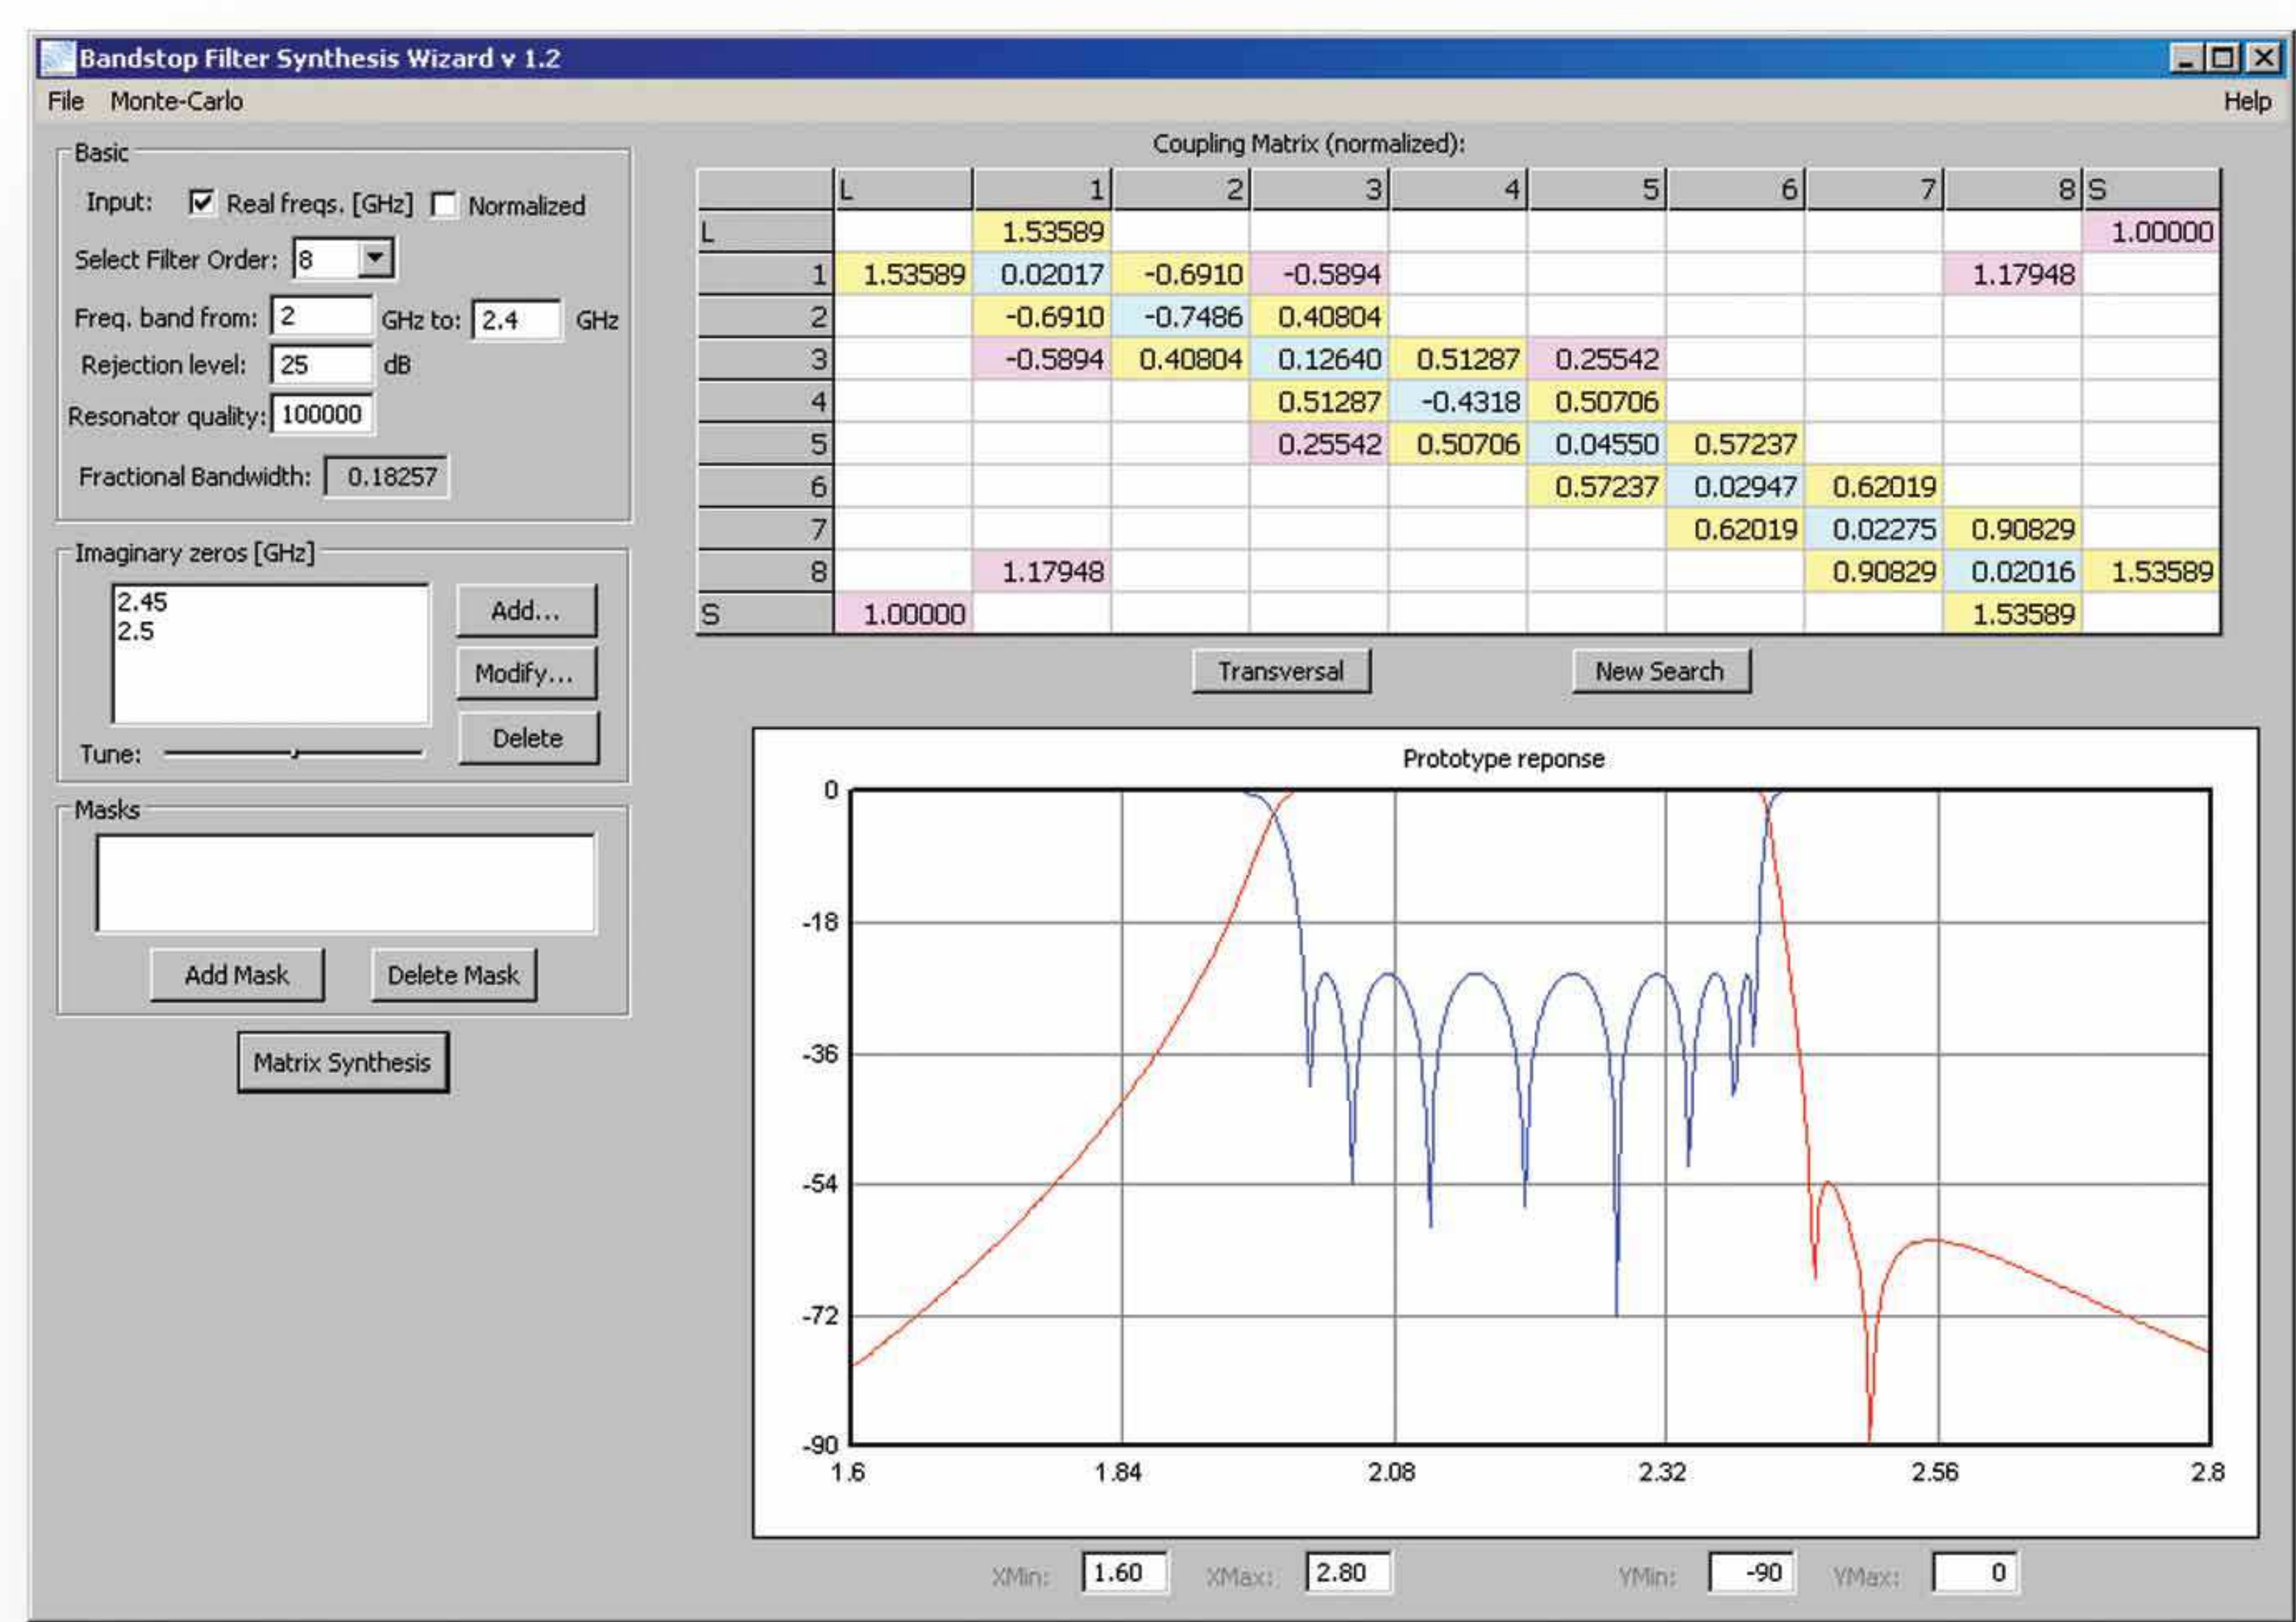 Bandstop Filter Synthesis Wizard v 1.2
File Monte-Carlo Help
Basic
Input: Real freqs. [GHz] Normalized
Select Filter Order: 8
Freq. band from: 2 GHz to: 2.4 GHz
Rejection level: 25 dB
Resonator quality: 100000
Fractional Bandwidth: 0.18257
Imaginary zeros [GHz]
2.45
2.5
Add...
Modify...
Delete
Tune:
Masks
Add Mask Delete Mask
Matrix Synthesis
Coupling Matrix (normalized):
L 1 2 3 4 5 6 7 8 S
L 1.53589 1.00000
1 1.53589 0.02017 -0.6910 -0.5894 1.17948
2 -0.6910 -0.7486 0.40804
3 -0.5894 0.40804 0.12640 0.51287 0.25542
4 0.51287 -0.4318 0.50706
5 0.25542 0.50706 0.04550 0.57237
6 0.57237 0.02947 0.62019
7 0.62019 0.02275 0.90829
8 1.17948 0.90829 0.02016 1.53589
S 1.00000 1.53589
Transversal New Search
Prototype reponse
0
-18
-36
-54
-72
-90
1.6 1.84 2.08 2.32 2.56 2.8
XMin: 1.60 XMax: 2.80 YMin: -90 YMax: 0